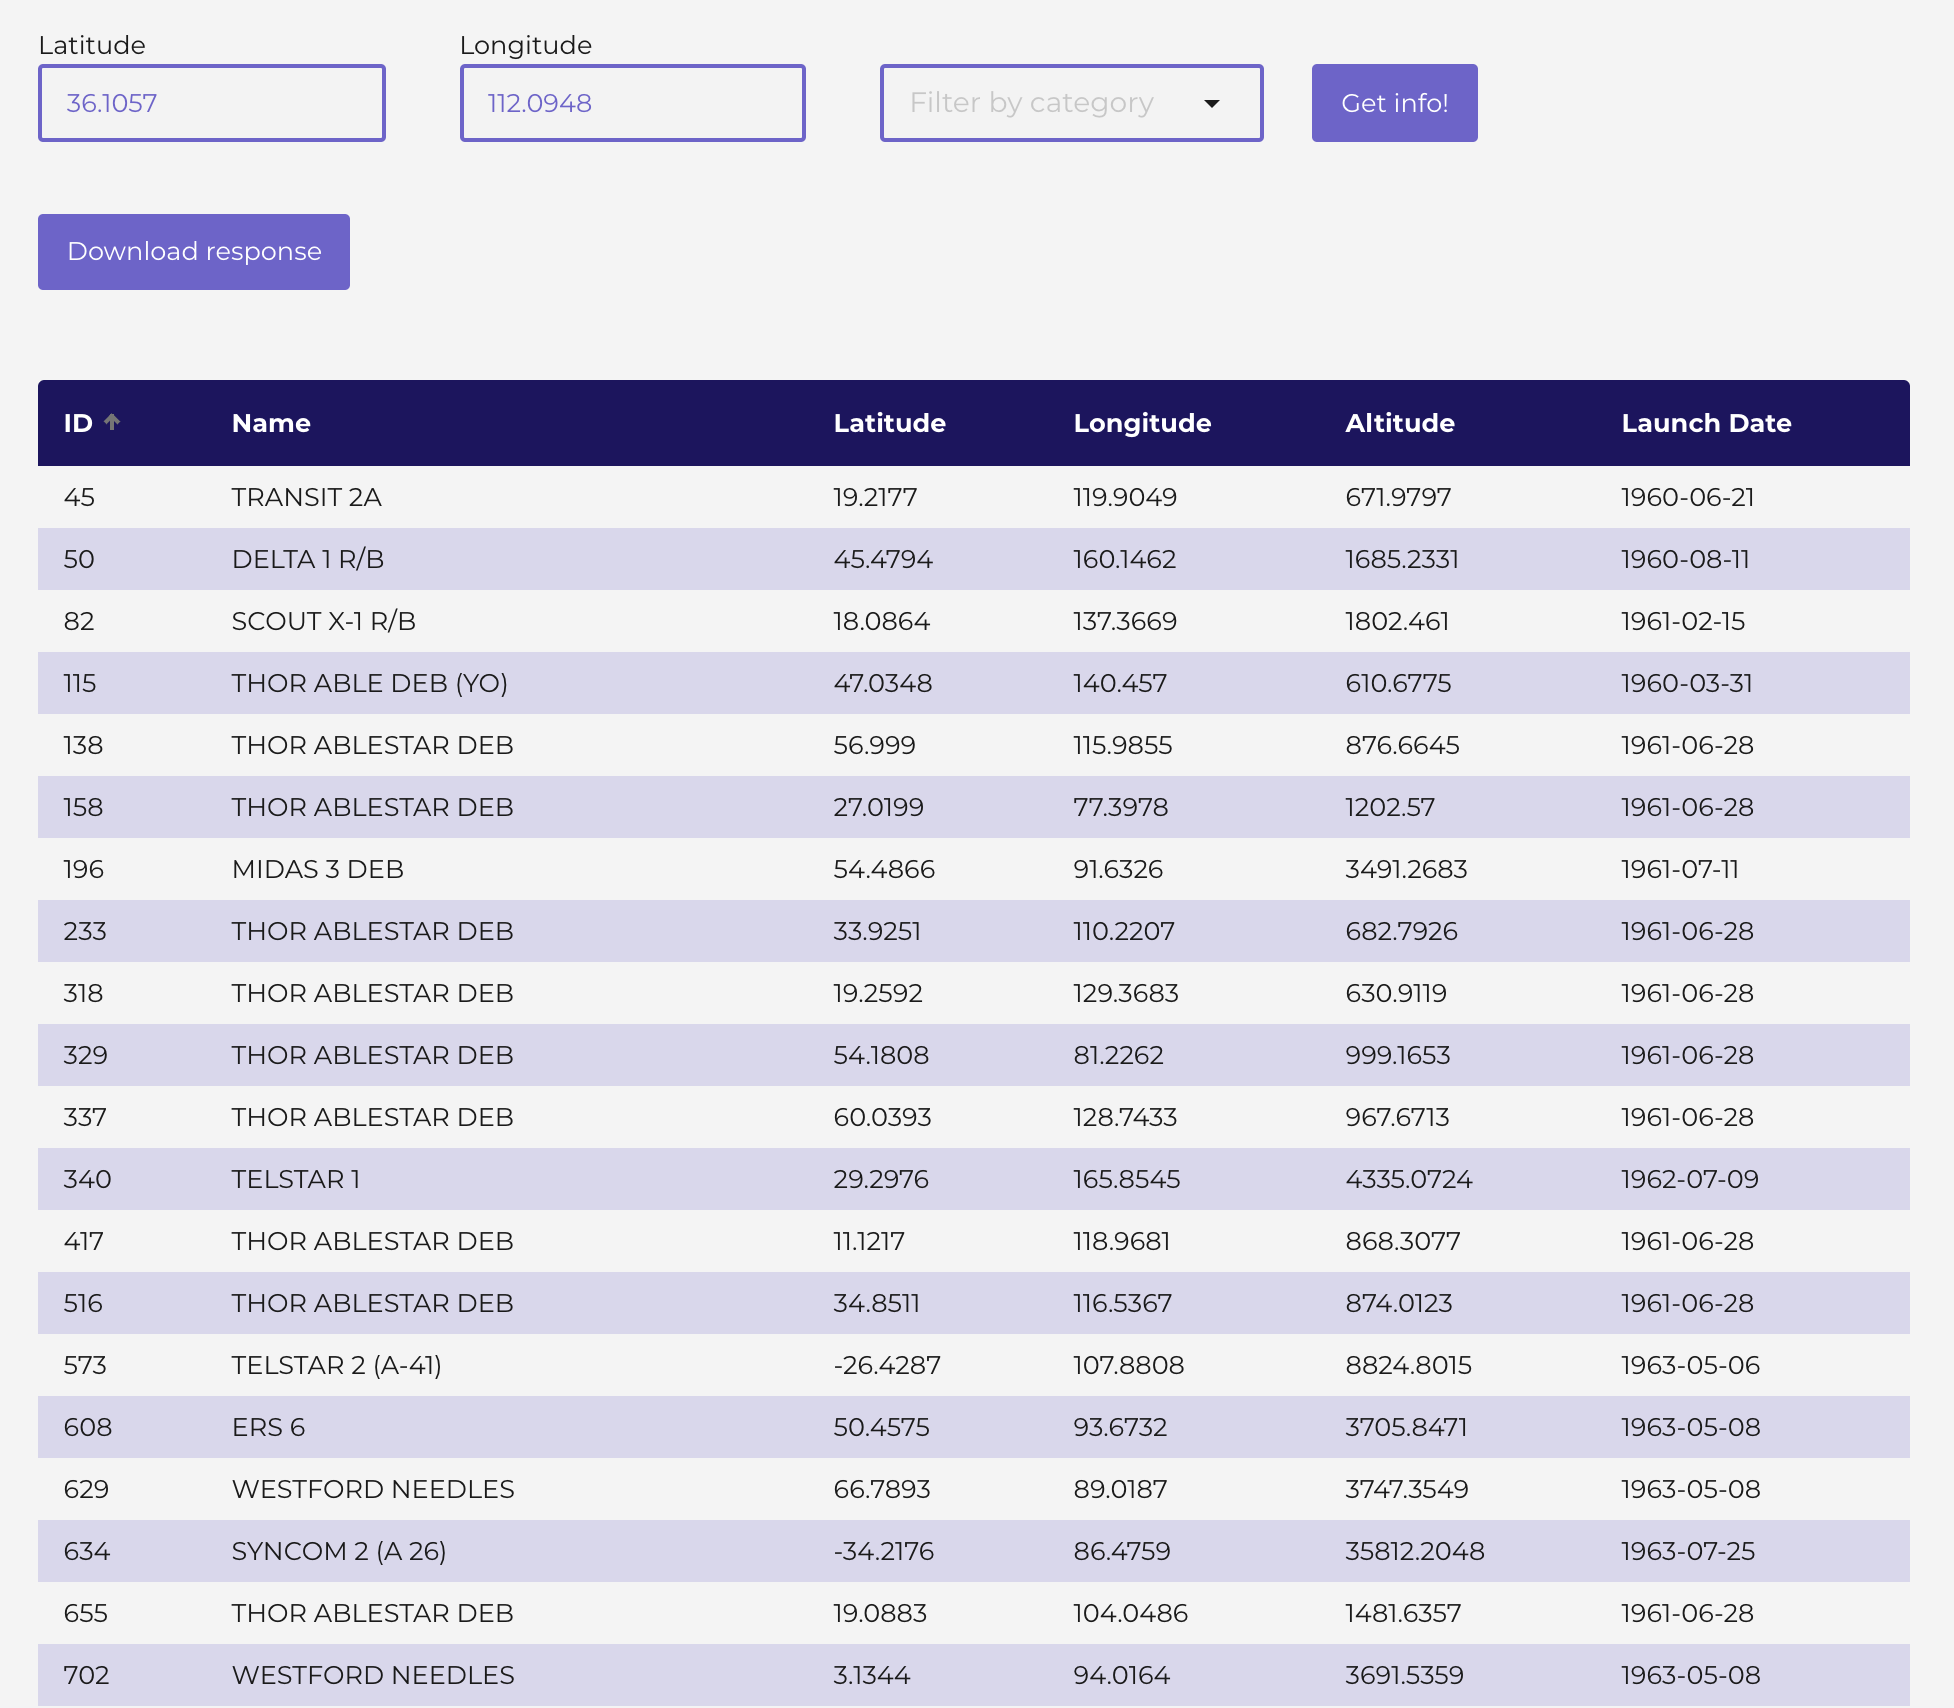 Latitude Longitude
36.1057 112.0948 Filter by category Get info!
Download response
ID Name Latitude Longitude Altitude Launch Date
45 TRANSIT 2A 19.2177 119.9049 671.9797 1960-06-21
50 DELTA 1 R/B 45.4794 160.1462 1685.2331 1960-08-11
82 SCOUT X-1 R/B 18.0864 137.3669 1802.461 1961-02-15
115 THOR ABLE DEB (YO) 47.0348 140.457 610.6775 1960-03-31
138 THOR ABLESTAR DEB 56.999 115.9855 876.6645 1961-06-28
158 THOR ABLESTAR DEB 27.0199 77.3978 1202.57 1961-06-28
196 MIDAS 3 DEB 54.4866 91.6326 3491.2683 1961-07-11
233 THOR ABLESTAR DEB 33.9251 110.2207 682.7926 1961-06-28
318 THOR ABLESTAR DEB 19.2592 129.3683 630.9119 1961-06-28
329 THOR ABLESTAR DEB 54.1808 81.2262 999.1653 1961-06-28
337 THOR ABLESTAR DEB 60.0393 128.7433 967.6713 1961-06-28
340 TELSTAR 1 29.2976 165.8545 4335.0724 1962-07-09
417 THOR ABLESTAR DEB 11.1217 118.9681 868.3077 1961-06-28
516 THOR ABLESTAR DEB 34.8511 116.5367 874.0123 1961-06-28
573 TELSTAR 2 (A-41) -26.4287 107.8808 8824.8015 1963-05-06
608 ERS 6 50.4575 93.6732 3705.8471 1963-05-08
629 WESTFORD NEEDLES 66.7893 89.0187 3747.3549 1963-05-08
634 SYNCOM 2 (A 26) -34.2176 86.4759 35812.2048 1963-07-25
655 THOR ABLESTAR DEB 19.0883 104.0486 1481.6357 1961-06-28
702 WESTFORD NEEDLES 3.1344 94.0164 3691.5359 1963-05-08